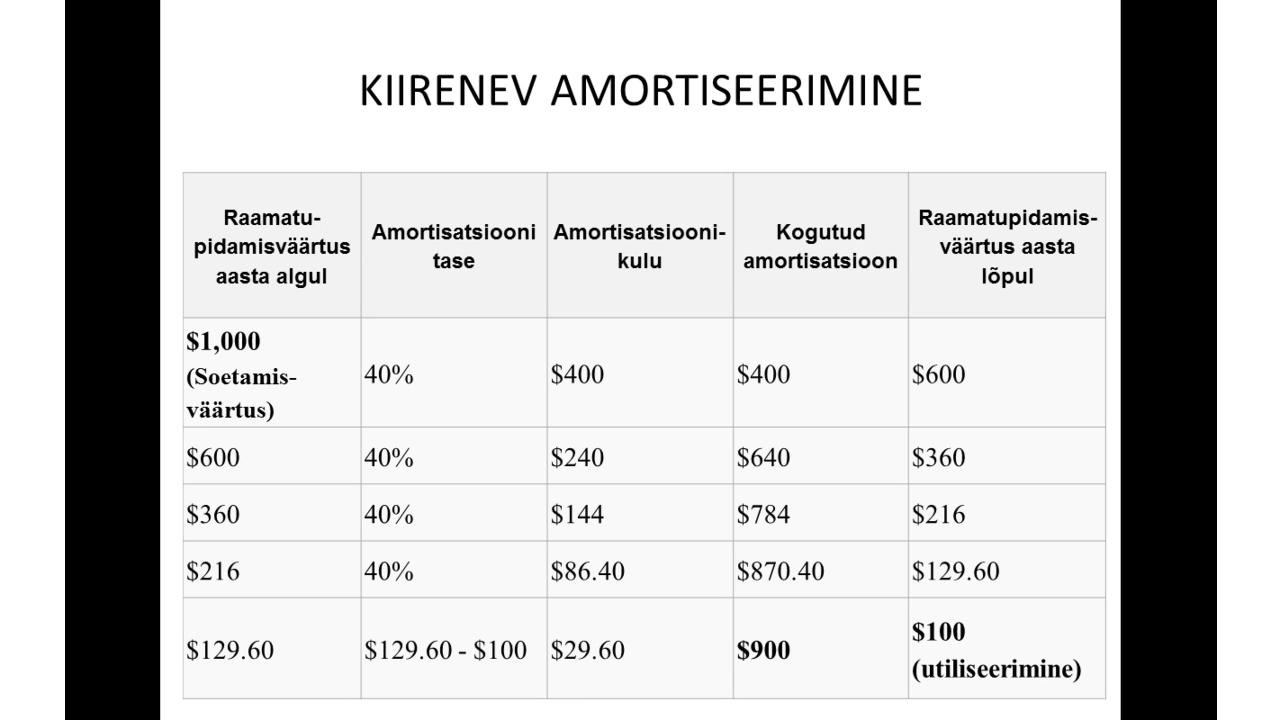 KIIRENEV AMORTISEERIMINE
Raamatu-
pidamisväärtus
aasta algul
Amortisatsiooni
tase
Amortisatsiooni-
kulu
Kogutud
amortisatsioon
Raamatupidamis-
väärtus aasta
lõpul
$1,000
(Soetamis-
väärtus)
40%
$400
$400
$600
$600
40%
$240
$640
$360
$360
40%
$144
$784
$216
$216
40%
$86.40
$870.40
$129.60
$129.60
$129.60 - $100
$29.60
$900
$100
(utiliseerimine)